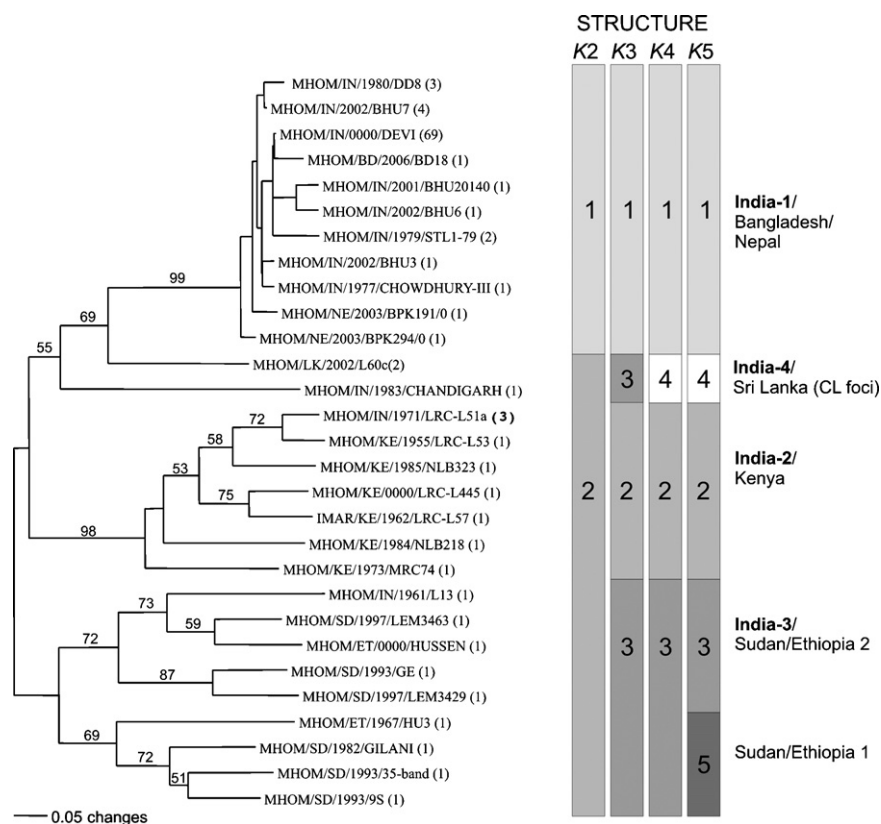 STRUCTURE
K2 K3 K4 K5
MHOM/IN/1980/DD8 (3)
MHOM/IN/2002/BHU7 (4)
MHOM/IN/0000/DEVI (69)
MHOM/BD/2006/BD18 (1)
MHOM/IN/2001/BHU20140 (1)
MHOM/IN/2002/BHU6 (1)
MHOM/IN/1979/STL1-79 (2)
MHOM/IN/2002/BHU3 (1)
99
MHOM/IN/1977/CHOWDHURY-III (1)
MHOM/NE/2003/BPK191/0 (1)
69
MHOM/NE/2003/BPK294/0 (1)
55
MHOM/LK/2002/L60c(2)
MHOM/IN/1983/CHANDIGARH (1)
72
MHOM/IN/1971/LRC-L51a (3)
58
MHOM/KE/1955/LRC-L53 (1)
53
MHOM/KE/1985/NLB323 (1)
75
MHOM/KE/0000/LRC-L445 (1)
IMAR/KE/1962/LRC-L57 (1)
98
MHOM/KE/1984/NLB218 (1)
MHOM/KE/1973/MRC74 (1)
73
MHOM/IN/1961/L13 (1)
59
MHOM/SD/1997/LEM3463 (1)
72
MHOM/ET/0000/HUSSEN (1)
87
MHOM/SD/1993/GE (1)
MHOM/SD/1997/LEM3429 (1)
69
MHOM/ET/1967/HU3 (1)
72
MHOM/SD/1982/GILANI (1)
51
MHOM/SD/1993/35-band (1)
MHOM/SD/1993/9S (1)
0.05 changes
1 1 1 1
3 4 4
2 2 2 2
3 3 3
5
India-1/
Bangladesh/
Nepal
India-4/
Sri Lanka (CL foci)
India-2/
Kenya
India-3/
Sudan/Ethiopia 2
Sudan/Ethiopia 1